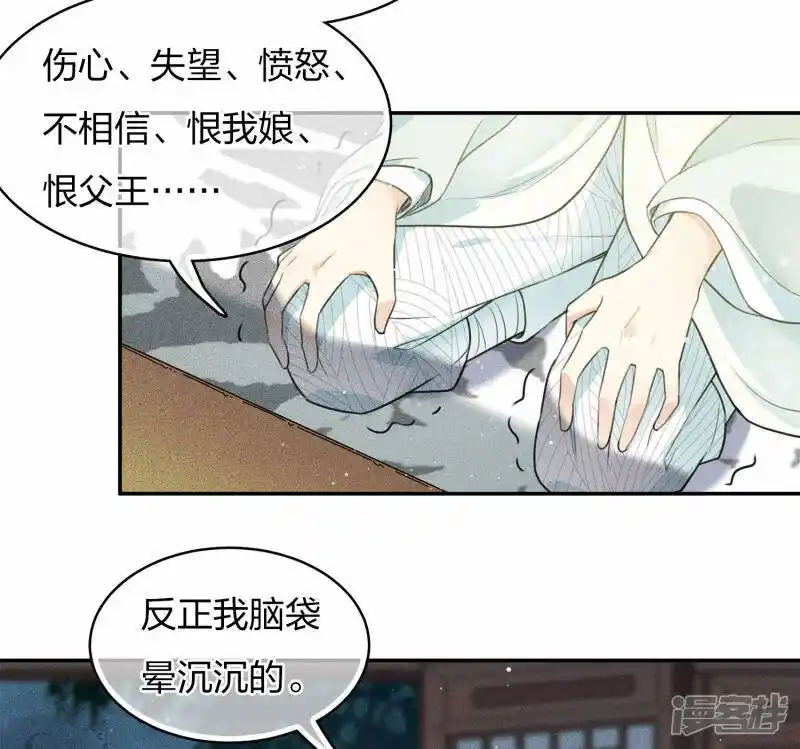 伤心、失望、愤怒、
不相信、恨我娘、
恨父王……
反正我脑袋
晕沉沉的。
漫客栈